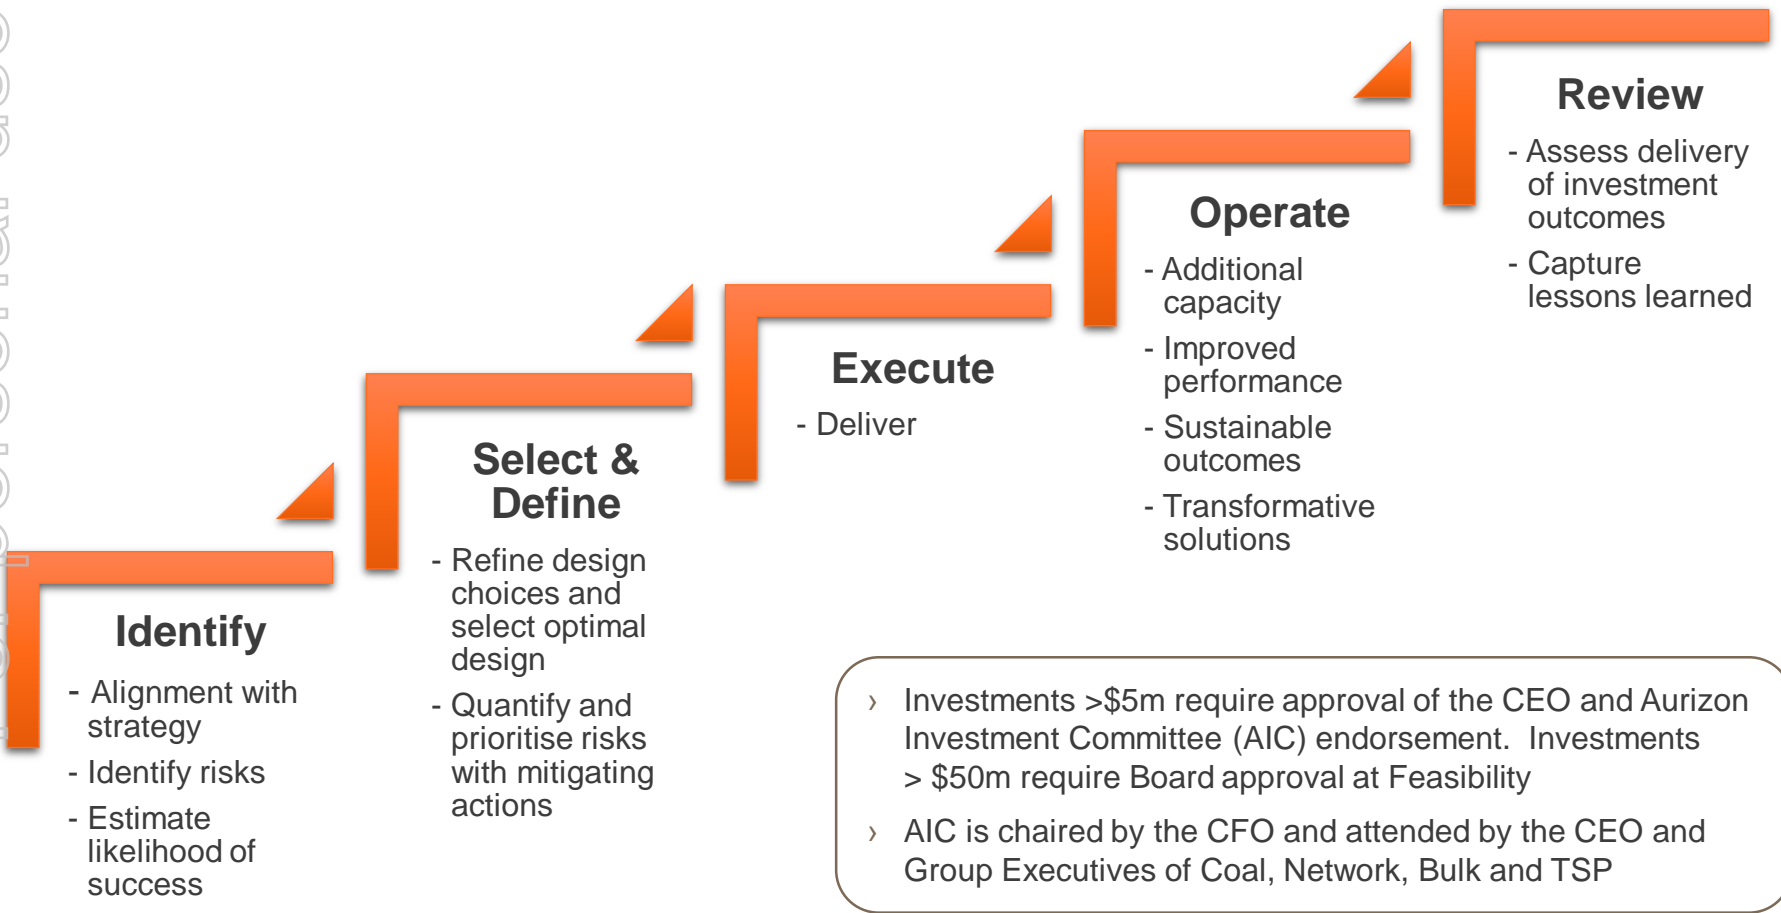 Identify
- Alignment with
strategy
- Identify risks
- Estimate
likelihood of
success
Select &
Define
- Refine design
choices and
select optimal
design
- Quantify and
prioritise risks
with mitigating
actions
Execute
- Deliver
Operate
- Additional
capacity
- Improved
performance
- Sustainable
outcomes
- Transformative
solutions
Review
- Assess delivery
of investment
outcomes
- Capture
lessons learned
› Investments >$5m require approval of the CEO and Aurizon
Investment Committee (AIC) endorsement. Investments
> $50m require Board approval at Feasibility
› AIC is chaired by the CFO and attended by the CEO and
Group Executives of Coal, Network, Bulk and TSP